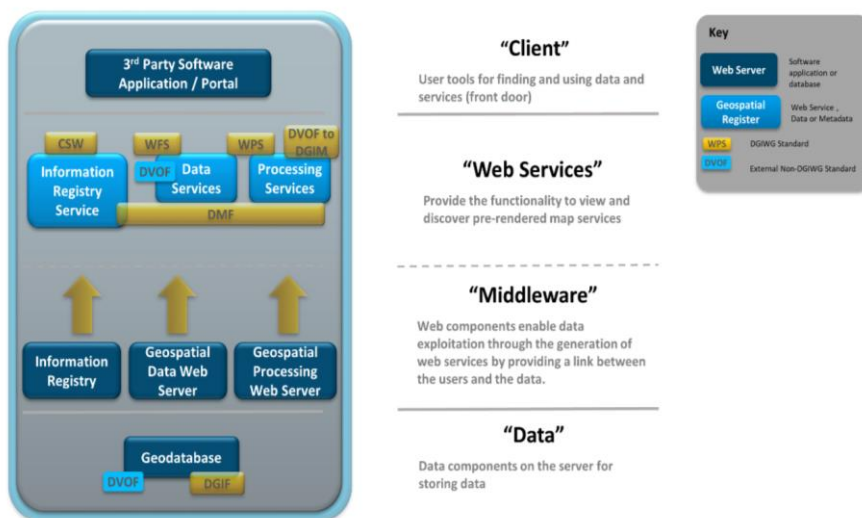 3rd Party Software
Application / Portal
CSW
WFS
WPS
DVOF to
DGIM
Information
Registry
Service
DVOF
Data
Services
Processing
Services
DMF
Information
Registry
Geospatial
Data Web
Server
Geospatial
Processing
Web Server
Geodatabase
DVOF
DGIF
“Client”
User tools for finding and using data and
services (front door)
“Web Services”
Provide the functionality to view and
discover pre-rendered map services
“Middleware”
Web components enable data
exploitation through the generation of
web services by providing a link between
the users and the data.
“Data”
Data components on the server for
storing data
Key
Web Server
Software
application or
database
Geospatial
Register
Web Service ,
Data or Metadata
WPS
DGIWG Standard
DVOF
External Non-DGIWG Standard